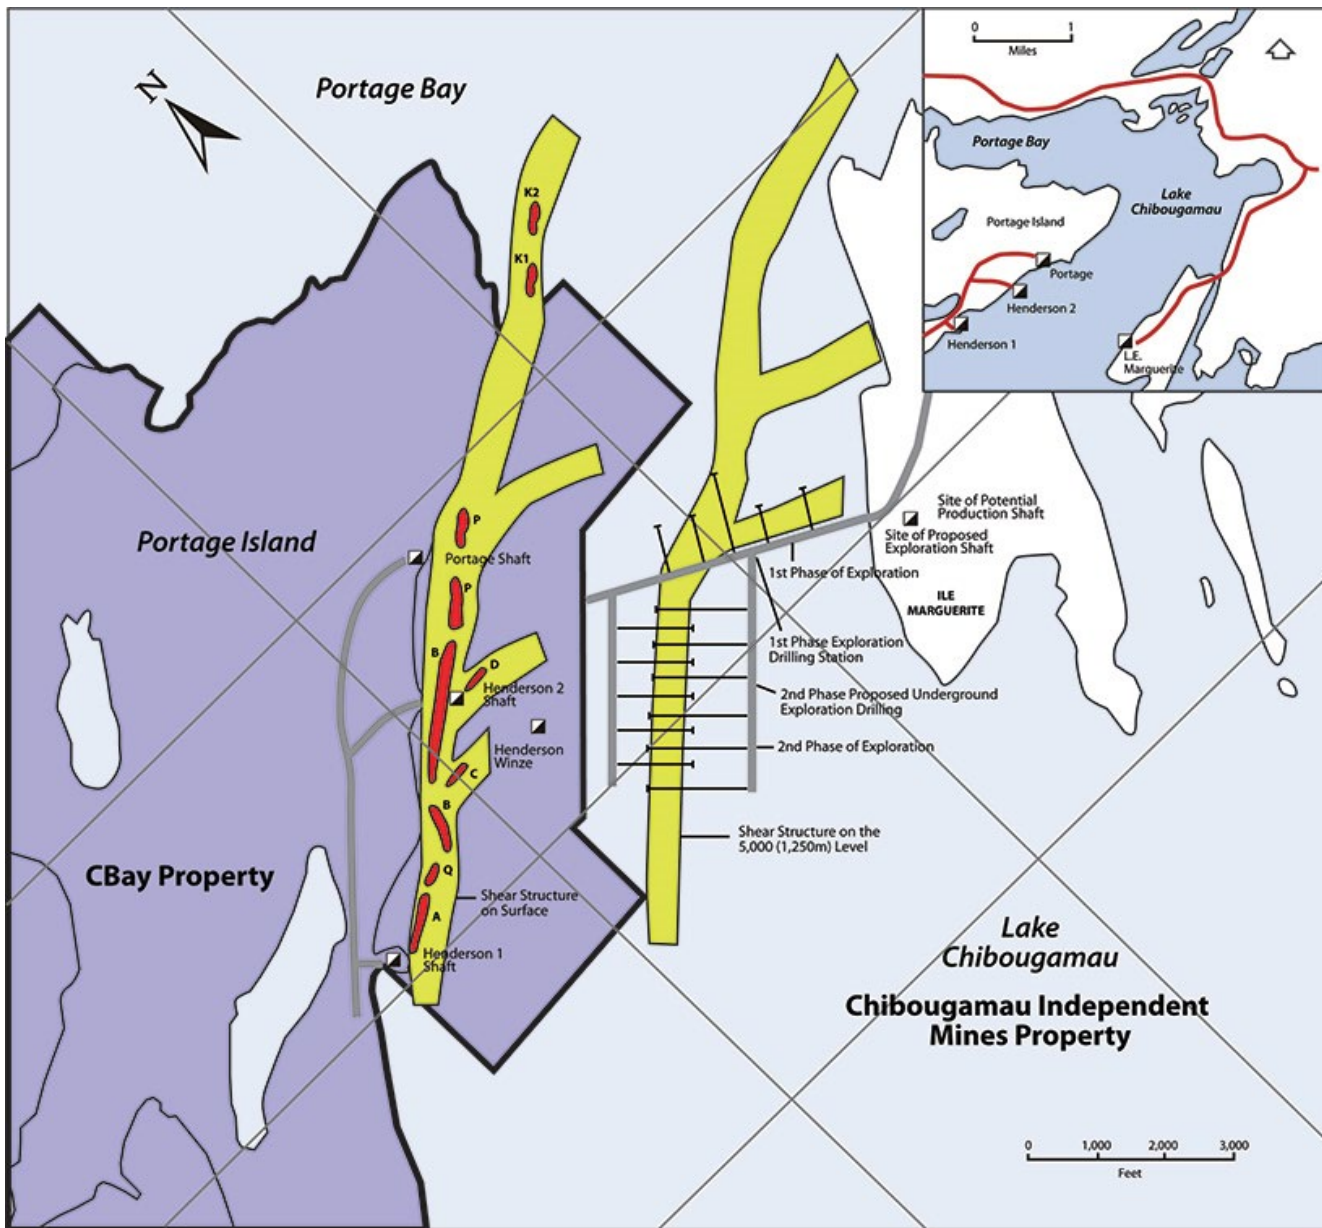 0 1
Miles
N
Portage Bay
Portage Bay
Lake
Chibougamau
Portage Island
Portage
Henderson 2
Henderson 1
L.E.
Marguerite
K2
K1
P
Portage Island
Portage Shaft
P
B
D
Henderson 2
Shaft
Henderson
Winze
C
B
Q
A
CBay Property
Shear Structure
on Surface
Henderson 1
Shaft
Site of Potential
Production Shaft
Site of Proposed
Exploration Shaft
1st Phase of Exploration
ILE
MARGUERITE
1st Phase Exploration
Drilling Station
2nd Phase Proposed Underground
Exploration Drilling
2nd Phase of Exploration
Shear Structure on the
5,000 (1,250m) Level
Lake
Chibougamau
Chibougamau Independent
Mines Property
0 1,000 2,000 3,000
Feet